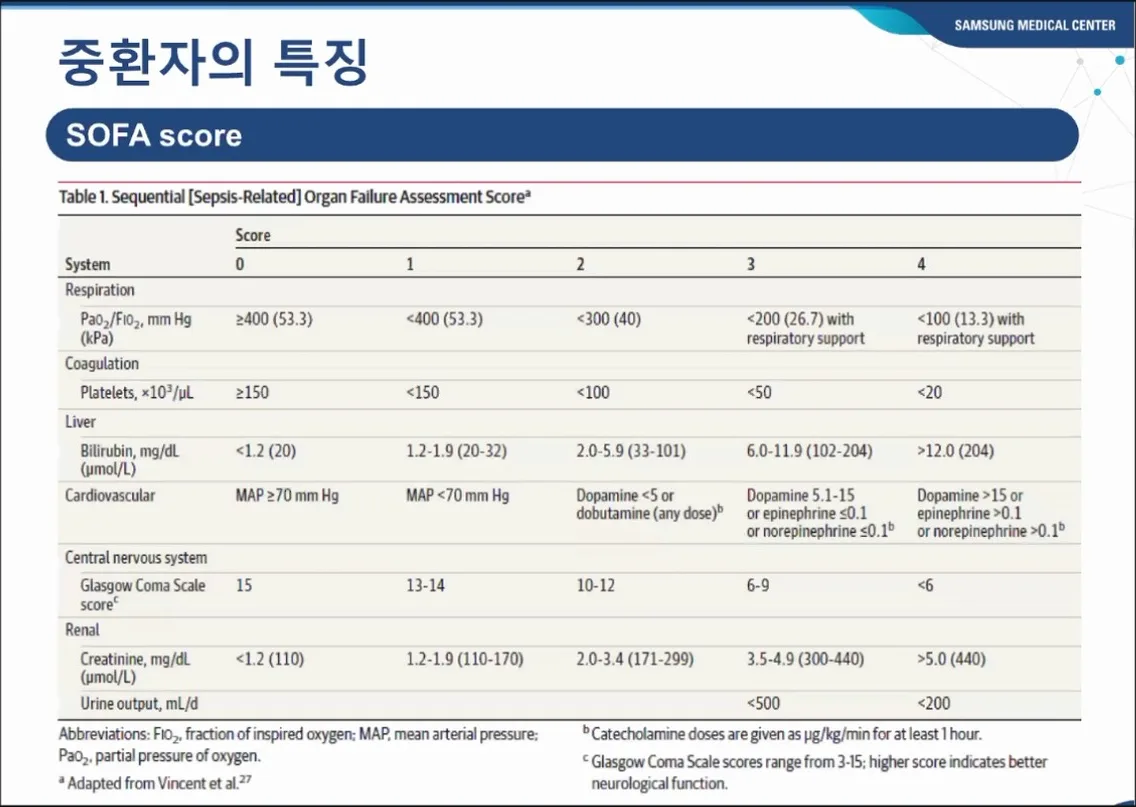 SAMSUNG MEDICAL CENTER
중환자의 특징
SOFA score
Table 1. Sequential [Sepsis-Related] Organ Failure Assessment Scoreᵃ
Score
System 0 1 2 3 4
Respiration
PaO₂/FIO₂, mm Hg (kPa) ≥400 (53.3) <400 (53.3) <300 (40) <200 (26.7) with respiratory support <100 (13.3) with respiratory support
Coagulation
Platelets, ×10³/μL ≥150 <150 <100 <50 <20
Liver
Bilirubin, mg/dL (μmol/L) <1.2 (20) 1.2-1.9 (20-32) 2.0-5.9 (33-101) 6.0-11.9 (102-204) >12.0 (204)
Cardiovascular MAP ≥70 mm Hg MAP <70 mm Hg Dopamine <5 or dobutamine (any dose)ᵇ Dopamine 5.1-15 or epinephrine ≤0.1 or norepinephrine ≤0.1ᵇ Dopamine >15 or epinephrine >0.1 or norepinephrine >0.1ᵇ
Central nervous system
Glasgow Coma Scale scoreᶜ 15 13-14 10-12 6-9 <6
Renal
Creatinine, mg/dL (μmol/L) <1.2 (110) 1.2-1.9 (110-170) 2.0-3.4 (171-299) 3.5-4.9 (300-440) >5.0 (440)
Urine output, mL/d <500 <200
Abbreviations: FIO₂, fraction of inspired oxygen; MAP, mean arterial pressure;
PaO₂, partial pressure of oxygen.
ᵃ Adapted from Vincent et al.²⁷
ᵇ Catecholamine doses are given as μg/kg/min for at least 1 hour.
ᶜ Glasgow Coma Scale scores range from 3-15; higher score indicates better
neurological function.